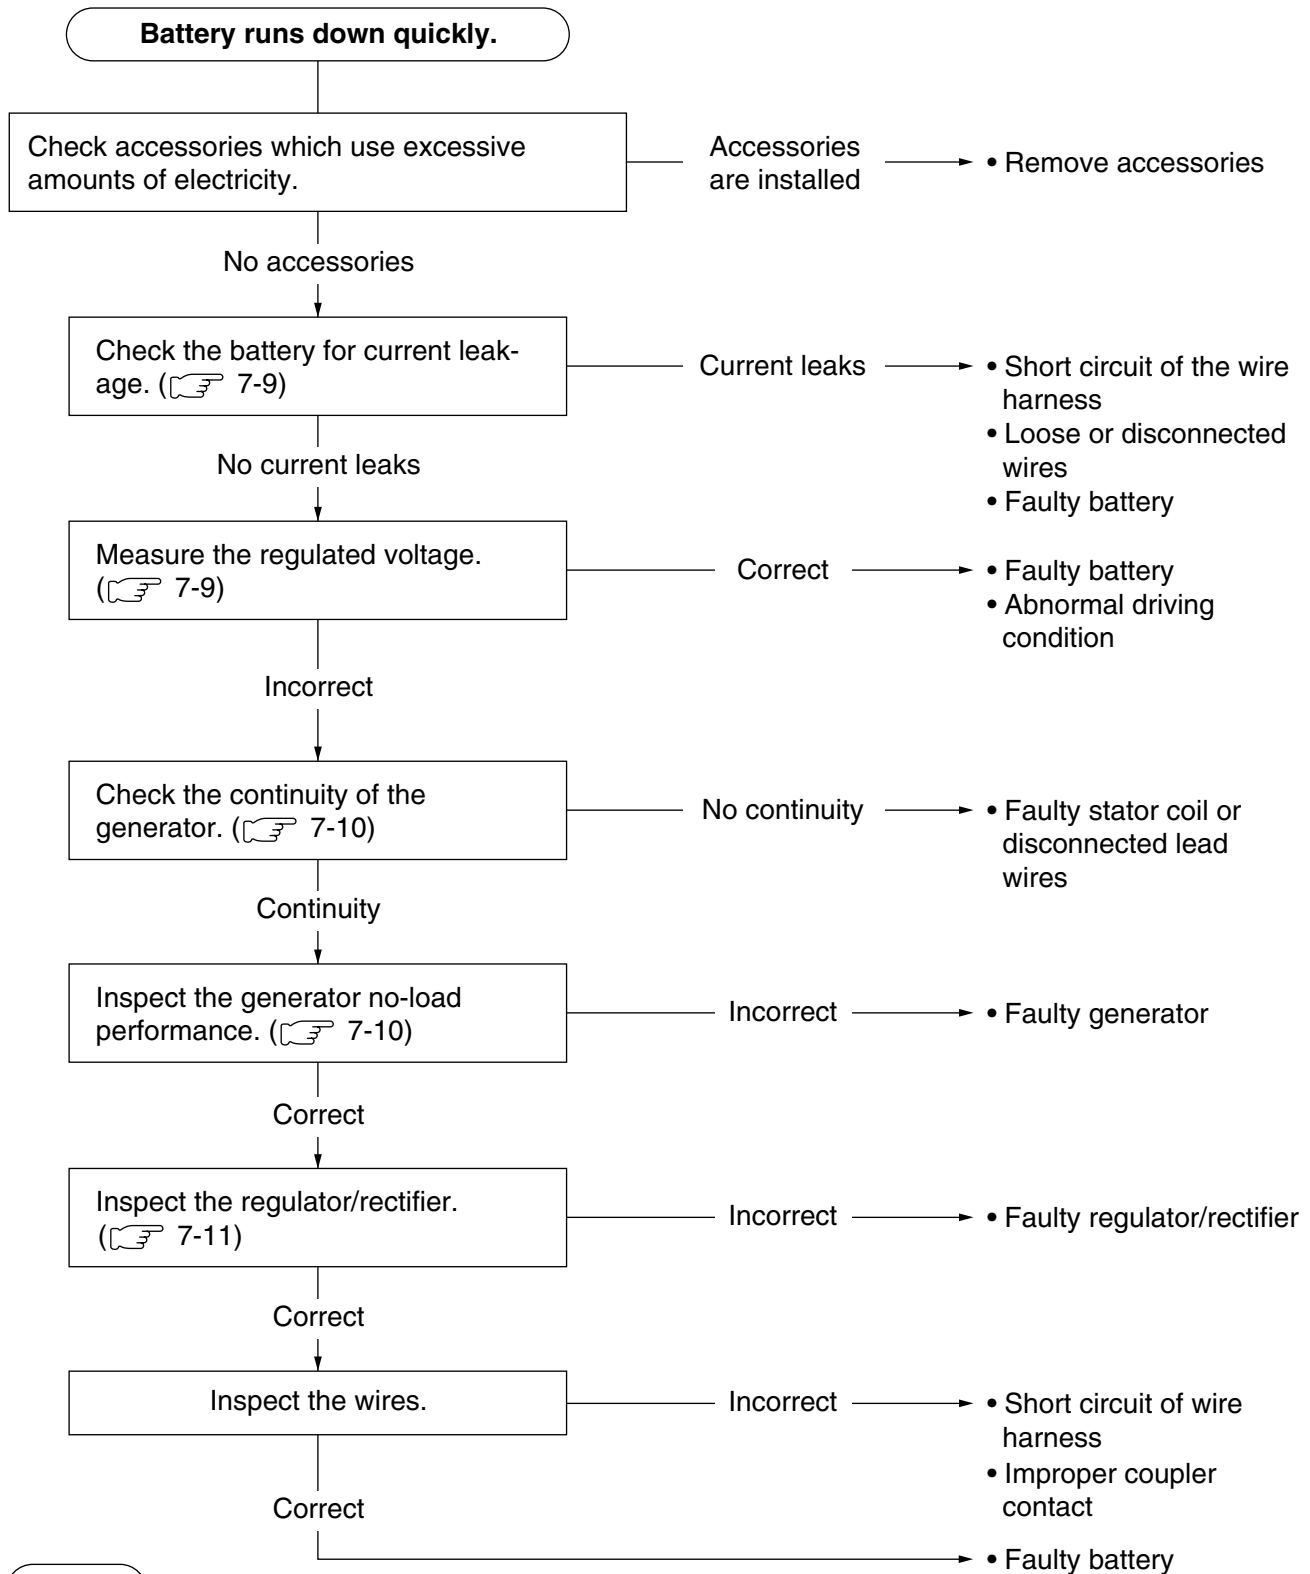 Battery runs down quickly.
Check accessories which use excessive
amounts of electricity.
Accessories
are installed
• Remove accessories
No accessories
Check the battery for current leak-
age. ( 7-9)
Current leaks
• Short circuit of the wire
harness
• Loose or disconnected
wires
• Faulty battery
No current leaks
Measure the regulated voltage.
( 7-9)
Correct
• Faulty battery
• Abnormal driving
condition
Incorrect
Check the continuity of the
generator. ( 7-10)
No continuity
• Faulty stator coil or
disconnected lead
wires
Continuity
Inspect the generator no-load
performance. ( 7-10)
Incorrect
• Faulty generator
Correct
Inspect the regulator/rectifier.
( 7-11)
Incorrect
• Faulty regulator/rectifier
Correct
Inspect the wires.
Incorrect
• Short circuit of wire
harness
• Improper coupler
contact
Correct
• Faulty battery